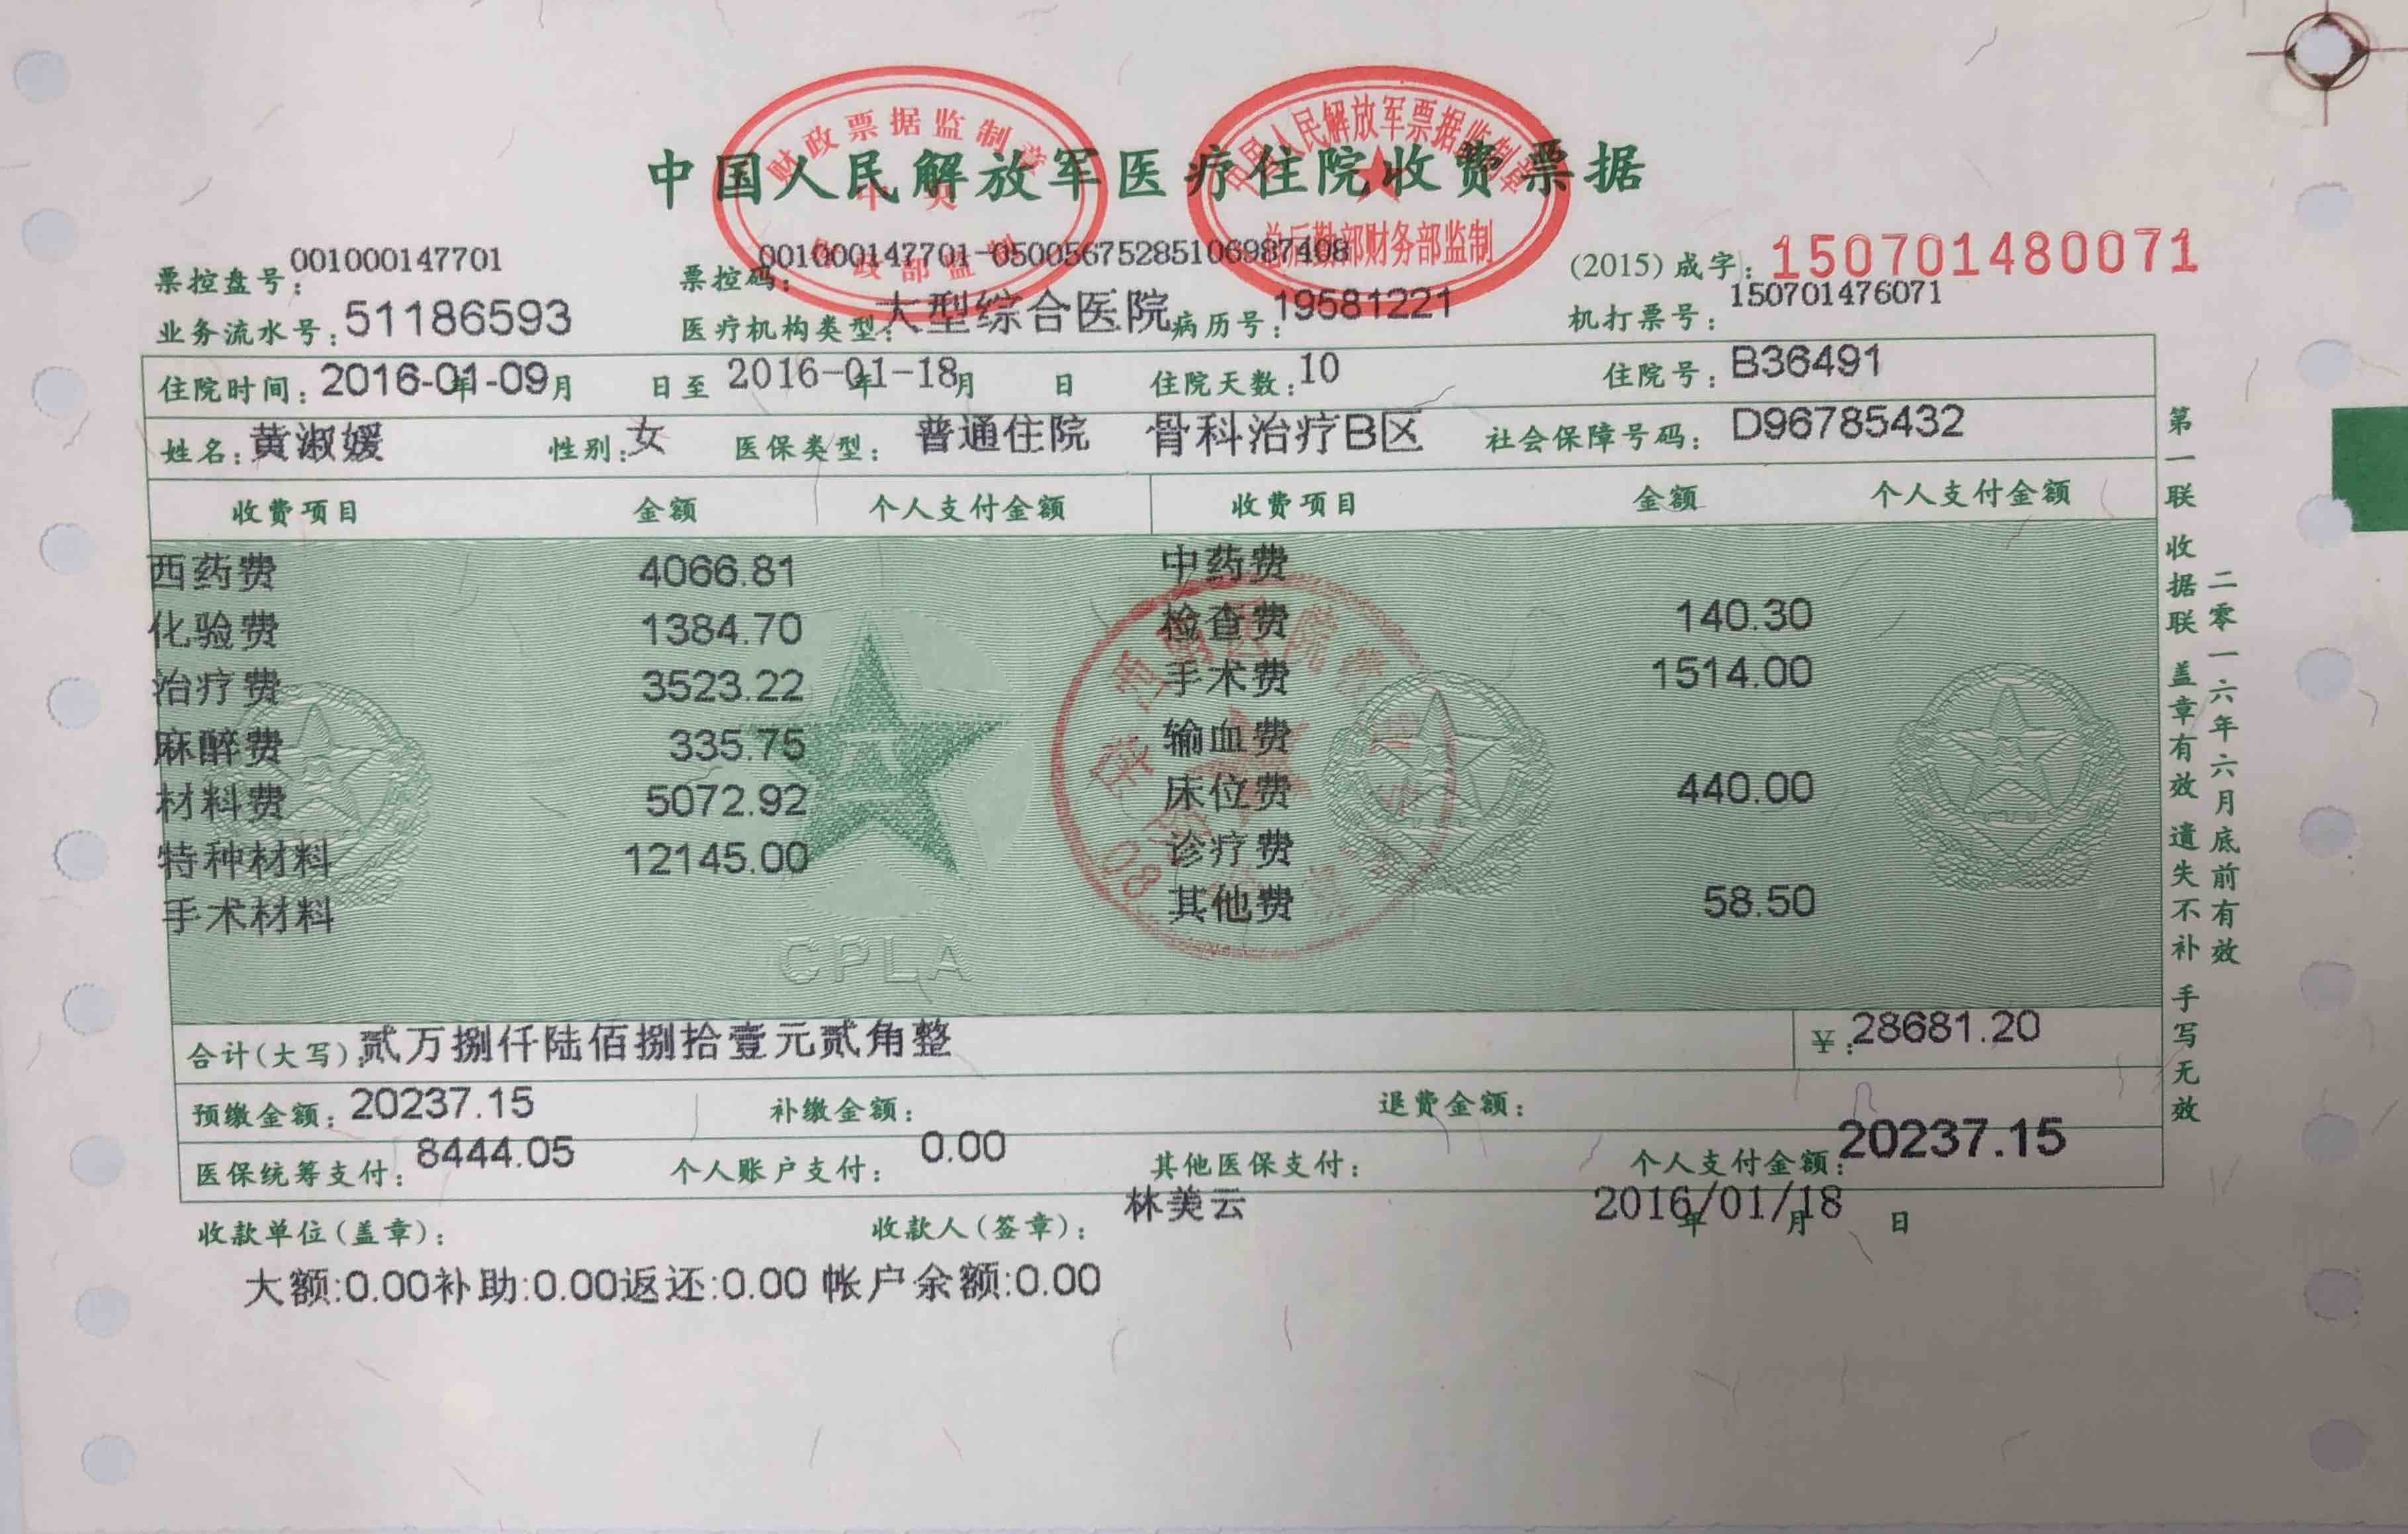 财政票据监制章
中央
财政部监制
中国人民解放军票据监制章
总后勤部财务部监制
中国人民解放军医疗住院收费票据
票控盘号：001000147701 票控码：001000147701-05005675285106987408 (2015)成字：150701480071
业务流水号：51186593 医疗机构类型：大型综合医院 病历号：19581221 机打票号：150701476071
住院时间：2016-01-09 年 月 日至 2016-01-18 年 月 日 住院天数：10 住院号：B36491
姓名：黄淑媛 性别：女 医保类型：普通住院 骨科治疗B区 社会保障号码：D96785432
收费项目 金额 个人支付金额 收费项目 金额 个人支付金额
西药费 4066.81 中药费
化验费 1384.70 检查费 140.30
治疗费 3523.22 手术费 1514.00
麻醉费 335.75 输血费
材料费 5072.92 床位费 440.00
特种材料 12145.00 诊疗费
手术材料 其他费 58.50
CPLA
合计(大写)：贰万捌仟陆佰捌拾壹元贰角整 ￥：28681.20
预缴金额：20237.15 补缴金额： 退费金额：
医保统筹支付：8444.05 个人账户支付：0.00 其他医保支付： 个人支付金额：20237.15
收款单位(盖章)： 收款人(签章)：林美云 2016/01/18 年 月 日
大额:0.00补助:0.00返还:0.00 帐户余额:0.00
第一联 收据联 盖章有效 遗失不补 手写无效
二零一六年六月底前有效